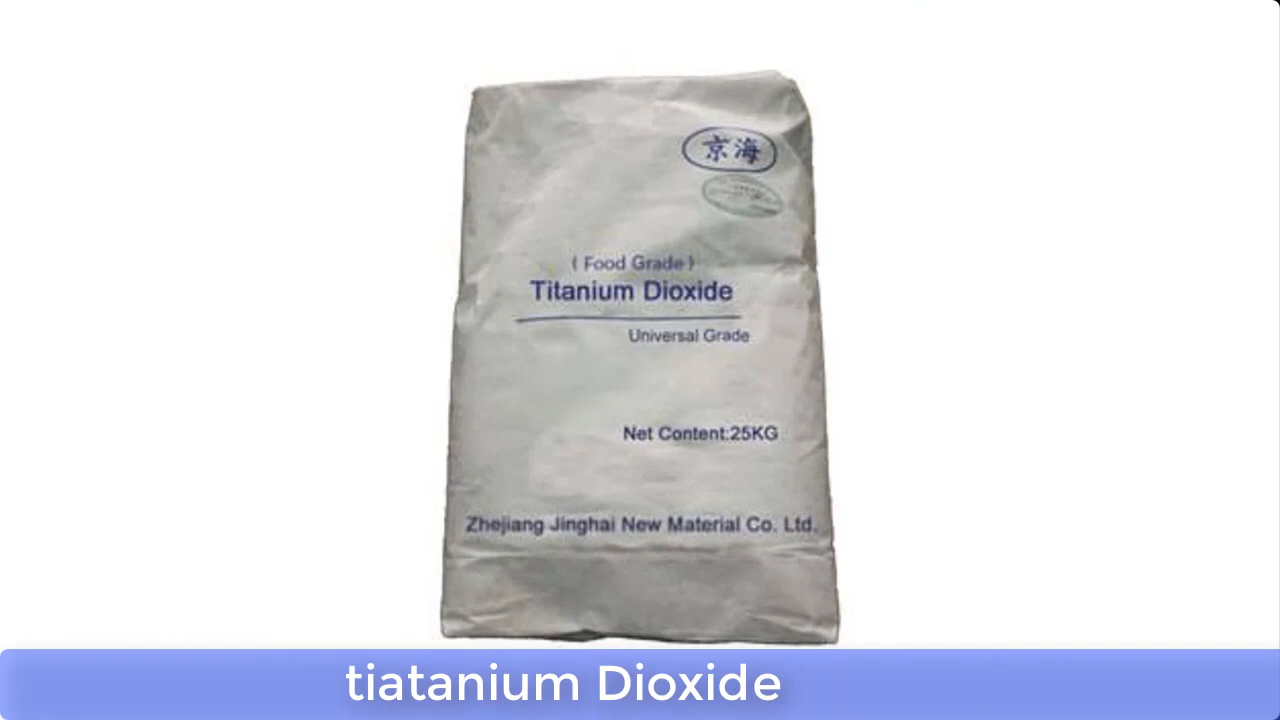 京海
( Food Grade )
Titanium Dioxide
Universal Grade
Net Content:25KG
Zhejiang Jinghai New Material Co. Ltd.
tiatanium Dioxide